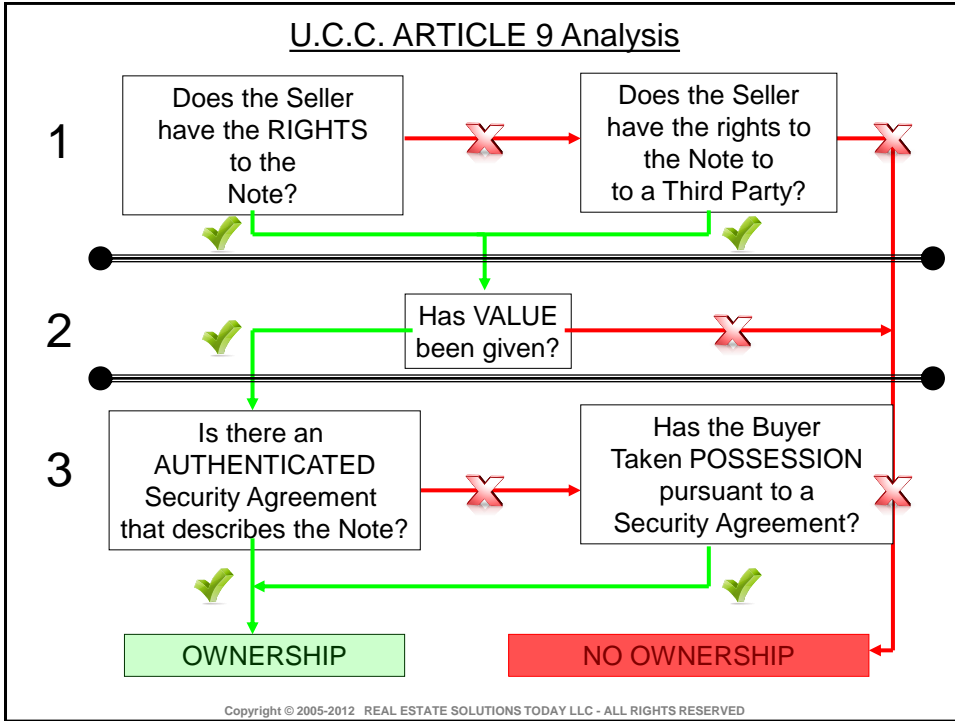 U.C.C. ARTICLE 9 Analysis
1
Does the Seller
have the RIGHTS
to the
Note?
Does the Seller
have the rights to
the Note to
to a Third Party?
2
Has VALUE
been given?
3
Is there an
AUTHENTICATED
Security Agreement
that describes the Note?
Has the Buyer
Taken POSSESSION
pursuant to a
Security Agreement?
OWNERSHIP
NO OWNERSHIP
Copyright © 2005-2012 REAL ESTATE SOLUTIONS TODAY LLC - ALL RIGHTS RESERVED